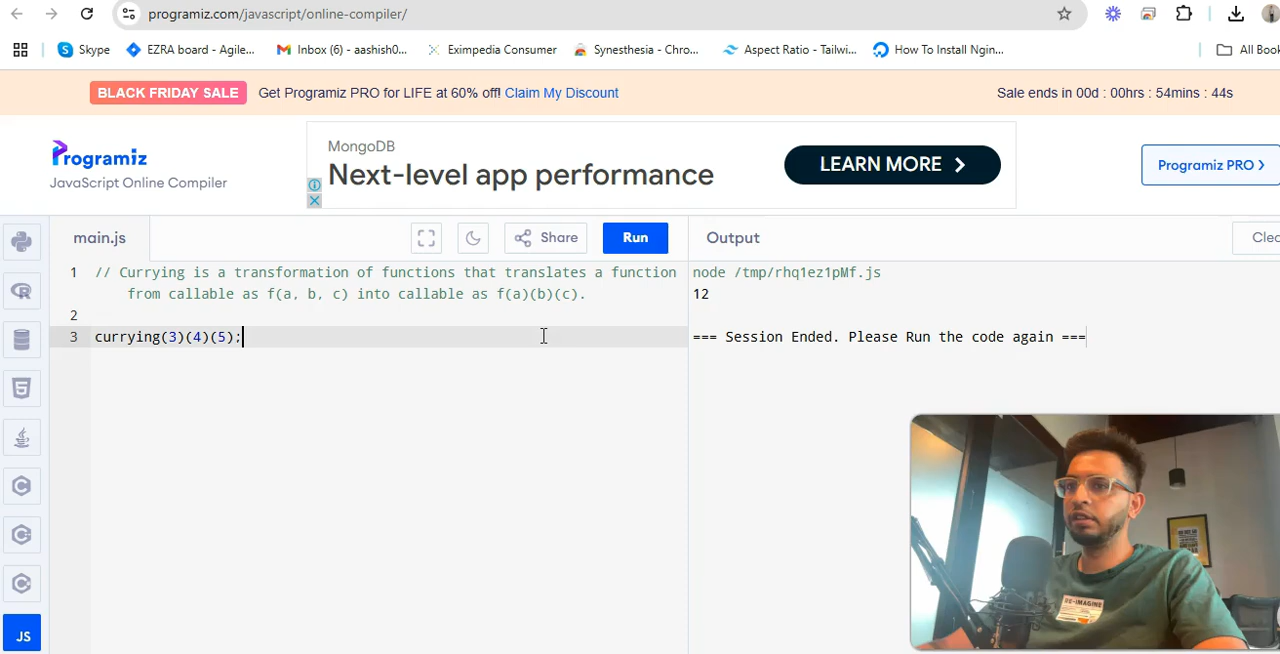 programiz.com/javascript/online-compiler/
Skype
EZRA board - Agile...
Inbox (6) - aashish0...
Eximpedia Consumer
Synesthesia - Chro...
Aspect Ratio - Tailwi...
How To Install Ngin...
All Book
BLACK FRIDAY SALE Get Programiz PRO for LIFE at 60% off! Claim My Discount
Sale ends in 00d : 00hrs : 54mins : 44s
Programiz
JavaScript Online Compiler
MongoDB
Next-level app performance
LEARN MORE
Programiz PRO
main.js
Share
Run
Output
Clea
1 // Currying is a transformation of functions that translates a function
from callable as f(a, b, c) into callable as f(a)(b)(c).
2
3 currying(3)(4)(5);
node /tmp/rhq1ez1pMf.js
12
=== Session Ended. Please Run the code again ===
JS
BE-IMAGINE